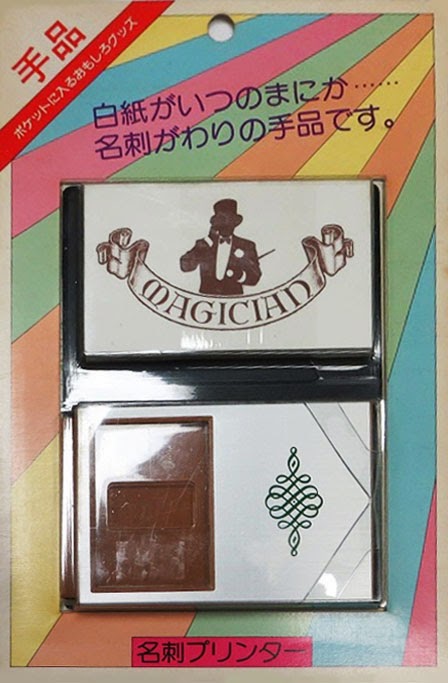 手品
ポケットに入るおもしろグッズ
白紙がいつのまにか……
名刺がわりの手品です。
MAGICIAN
名刺プリンター